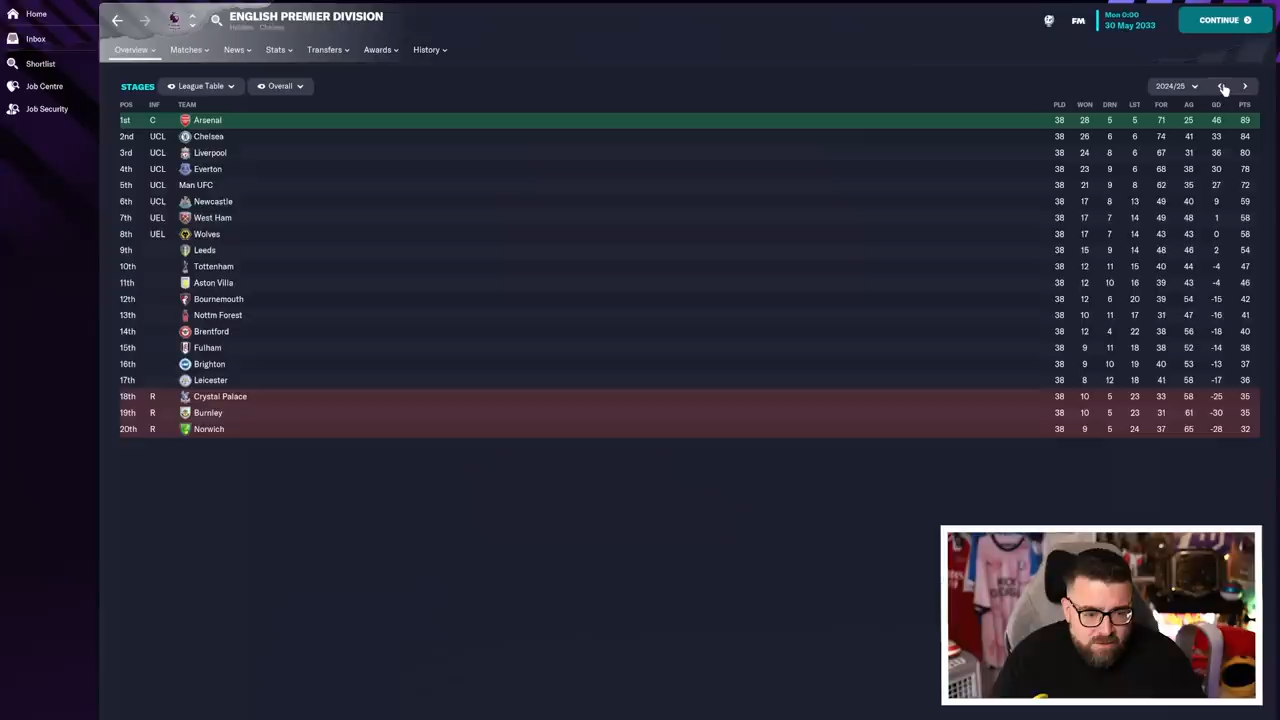 Home
Inbox
Shortlist
Job Centre
Job Security
ENGLISH PREMIER DIVISION
Holders Chelsea
FM
Mon 0:00
30 May 2033
CONTINUE
Overview Matches News Stats Transfers Awards History
STAGES League Table Overall 2024/25
POS INF TEAM PLD WON DRN LST FOR AG GD PTS
1st C Arsenal 38 28 5 5 71 25 46 89
2nd UCL Chelsea 38 26 6 6 74 41 33 84
3rd UCL Liverpool 38 24 8 6 67 31 36 80
4th UCL Everton 38 23 9 6 68 38 30 78
5th UCL Man UFC 38 21 9 8 62 35 27 72
6th UCL Newcastle 38 17 8 13 49 40 9 59
7th UEL West Ham 38 17 7 14 49 48 1 58
8th UEL Wolves 38 17 7 14 43 43 0 58
9th Leeds 38 15 9 14 48 46 2 54
10th Tottenham 38 12 11 15 40 44 -4 47
11th Aston Villa 38 12 10 16 39 43 -4 46
12th Bournemouth 38 12 6 20 39 54 -15 42
13th Nottm Forest 38 10 11 17 31 47 -16 41
14th Brentford 38 12 4 22 38 56 -18 40
15th Fulham 38 9 11 18 38 52 -14 38
16th Brighton 38 9 10 19 40 53 -13 37
17th Leicester 38 8 12 18 41 58 -17 36
18th R Crystal Palace 38 10 5 23 33 58 -25 35
19th R Burnley 38 10 5 23 31 61 -30 35
20th R Norwich 38 9 5 24 37 65 -28 32